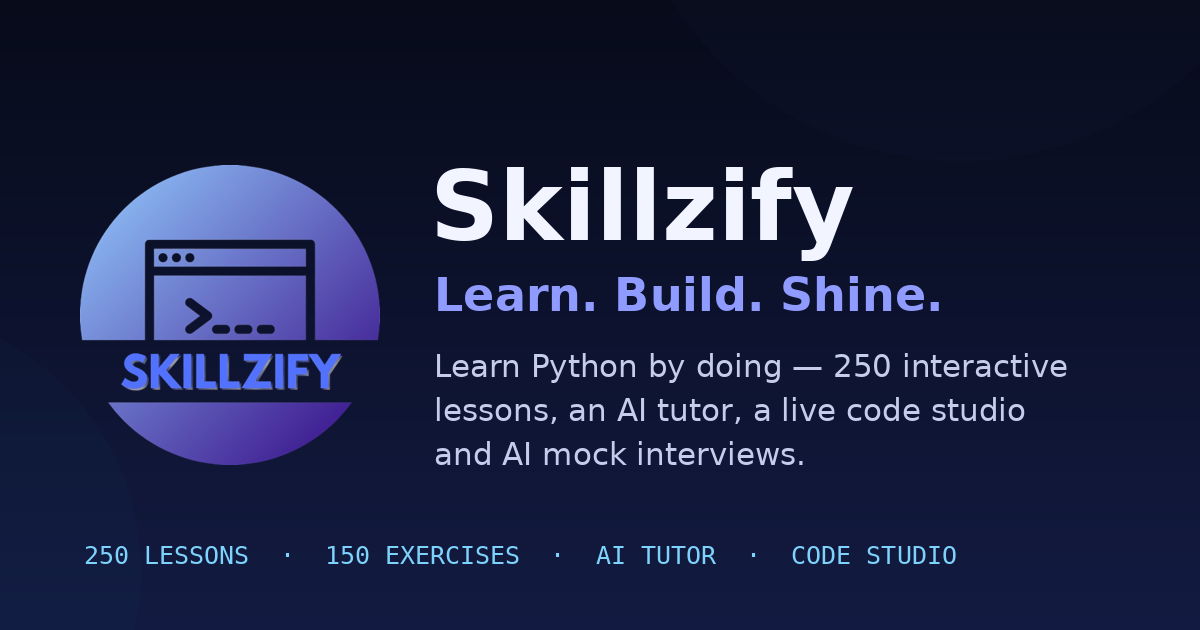 Skillzify
Learn. Build. Shine.
Learn Python by doing — 250 interactive
lessons, an AI tutor, a live code studio
and AI mock interviews.
SKILLZIFY
250 LESSONS · 150 EXERCISES · AI TUTOR · CODE STUDIO